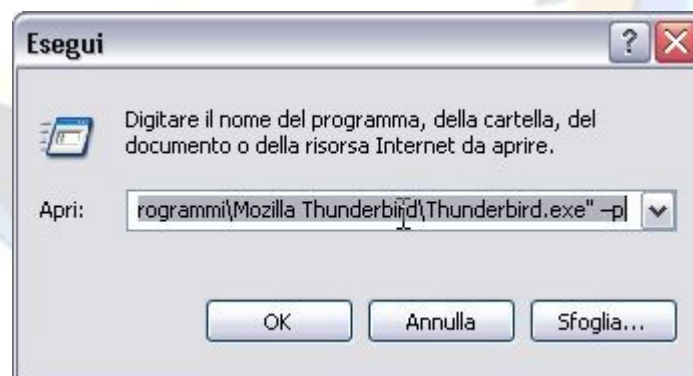 Esegui
Digitare il nome del programma, della cartella, del
documento o della risorsa Internet da aprire.
Apri: rogrammi\Mozilla Thunderbird\Thunderbird.exe" –p
OK Annulla Sfoglia...